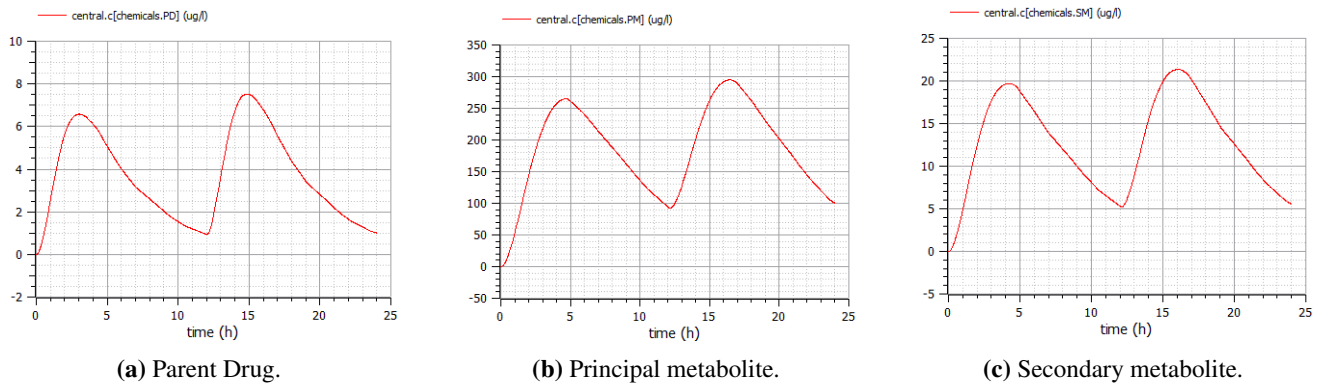 central.c[chemicals.PD] (ug/l)
10
8
6
4
2
0
-2
0 5 10 15 20 25
time (h)
(a) Parent Drug.
central.c[chemicals.PM] (ug/l)
350
300
250
200
150
100
50
0
-50
0 5 10 15 20 25
time (h)
(b) Principal metabolite.
central.c[chemicals.SM] (ug/l)
25
20
15
10
5
0
-5
0 5 10 15 20 25
time (h)
(c) Secondary metabolite.